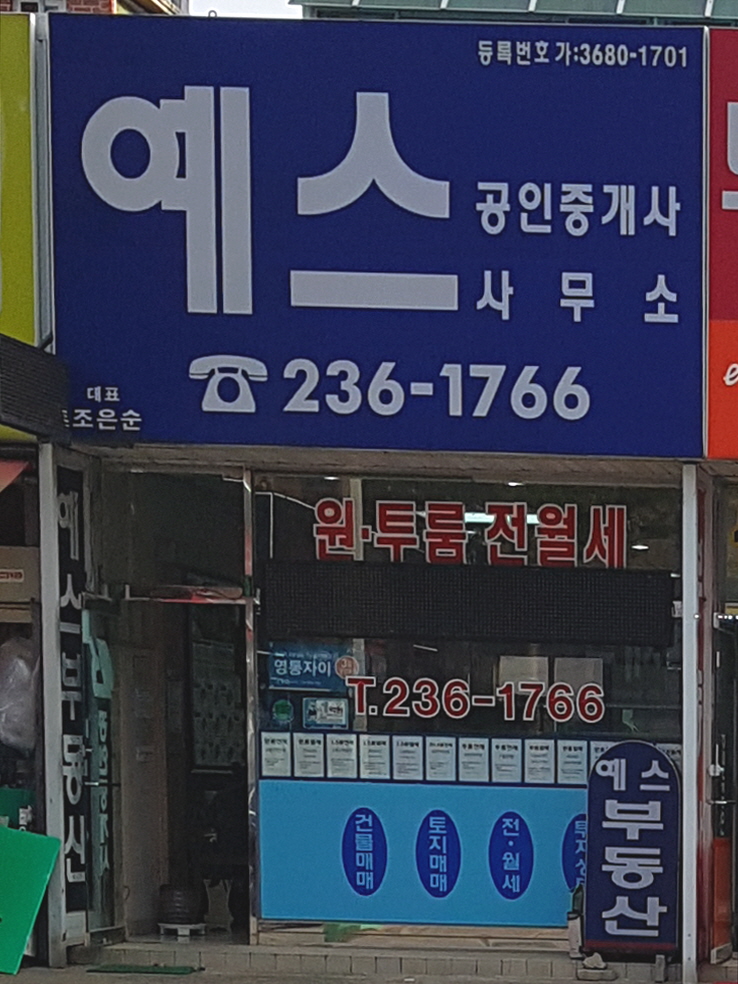 등록번호 가:3680-1701
예스
공인중개사
사무소
☎236-1766
대표
조은순
원·투룸 전월세
영통자이
T.236-1766
예스부동산
건물매매
토지매매
전·월세
예스
부동산